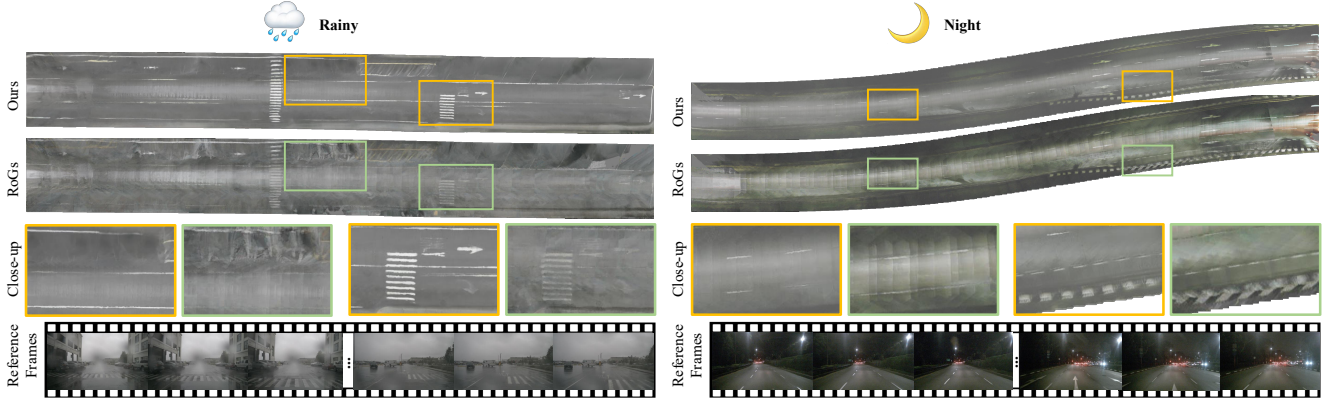 Rainy
Night
Ours
RoGs
Close-up
Reference
Frames
Ours
RoGs
Close-up
Reference
Frames